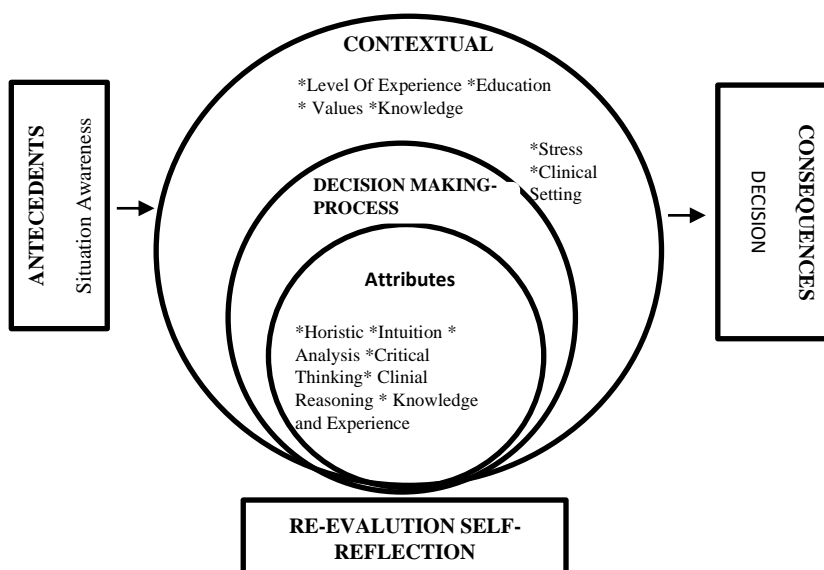 ANTECEDENTS
Situation Awareness
CONTEXTUAL
*Level Of Experience *Education
* Values *Knowledge
*Stress
*Clinical
Setting
DECISION MAKING-
PROCESS
Attributes
*Horistic *Intuition *
Analysis *Critical
Thinking* Clinial
Reasoning * Knowledge
and Experience
CONSEQUENCES
DECISION
RE-EVALUTION SELF-
REFLECTION